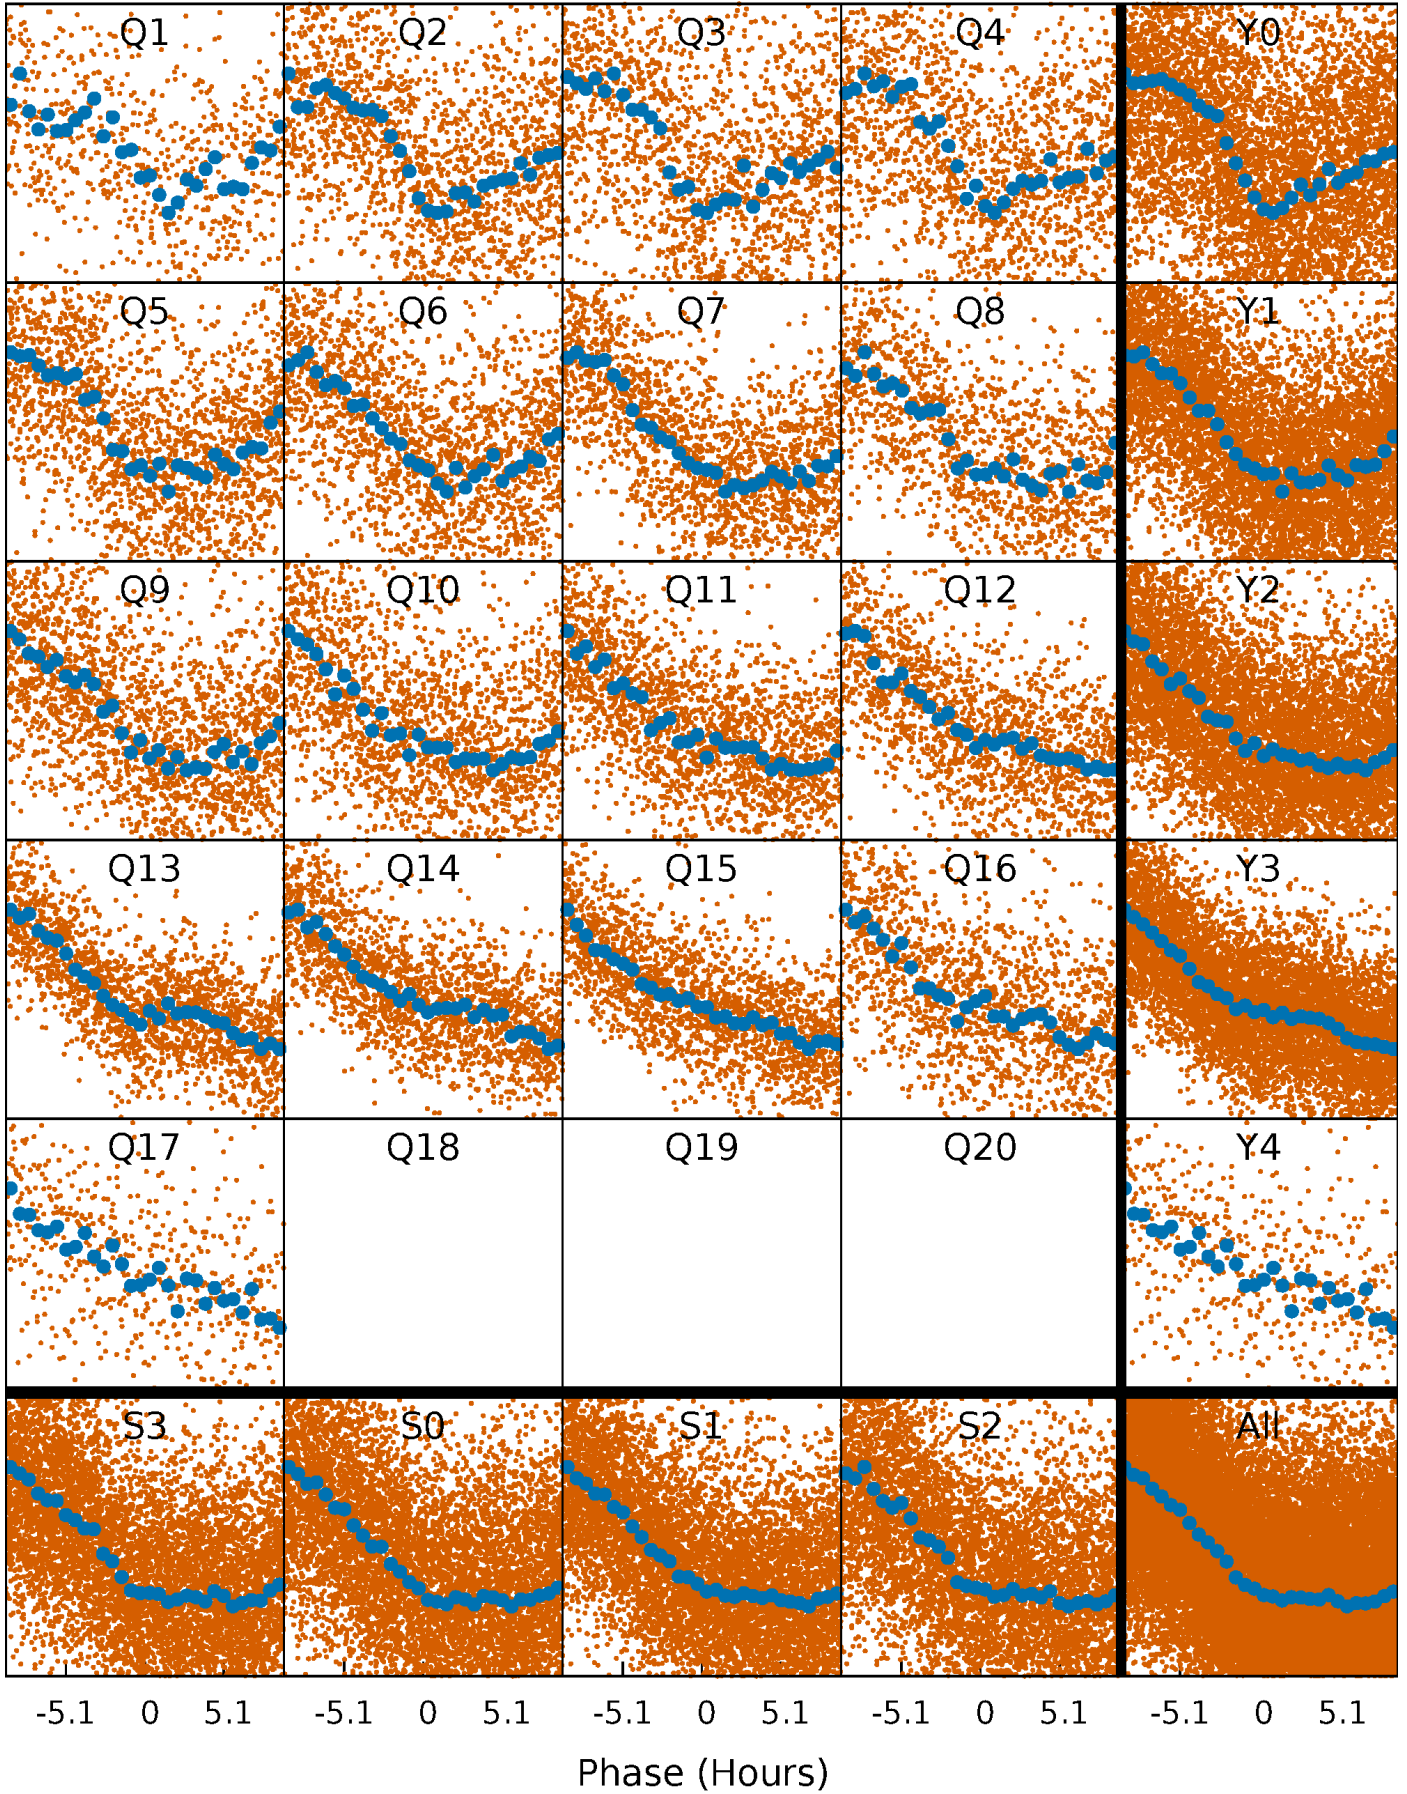 Q1 Q2 Q3 Q4 Y0
Q5 Q6 Q7 Q8 Y1
Q9 Q10 Q11 Q12 Y2
Q13 Q14 Q15 Q16 Y3
Q17 Q18 Q19 Q20 Y4
S3 S0 S1 S2 All
-5.1 0 5.1 -5.1 0 5.1 -5.1 0 5.1 -5.1 0 5.1 -5.1 0 5.1
Phase (Hours)